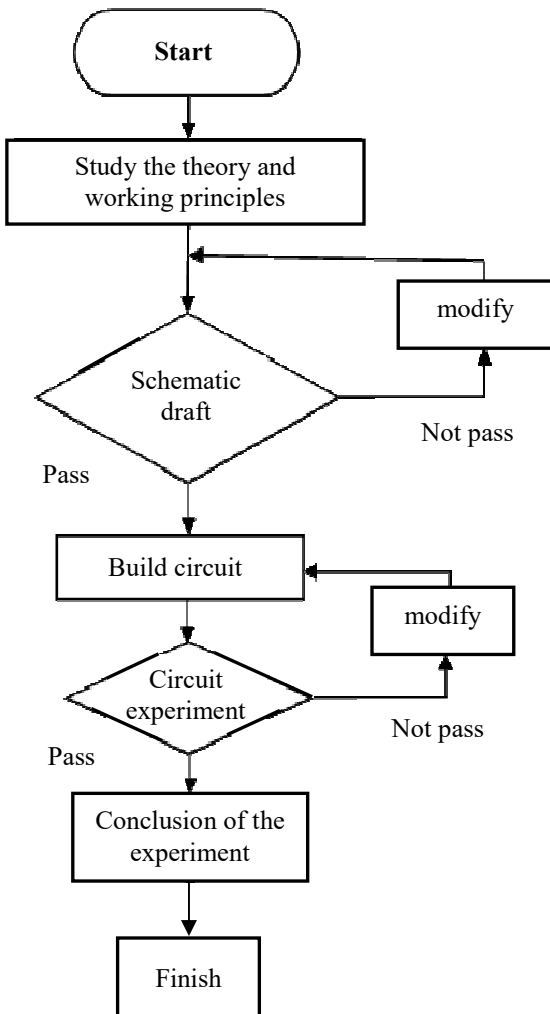 Start
Study the theory and
working principles
modify
Schematic
draft
Not pass
Pass
Build circuit
modify
Circuit
experiment
Not pass
Pass
Conclusion of the
experiment
Finish